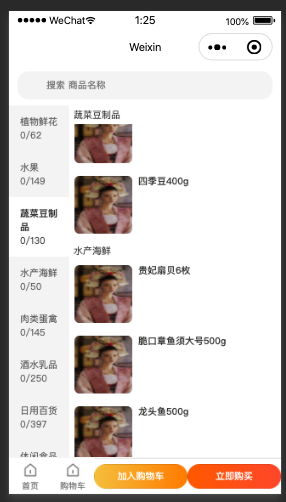 ●●●●● WeChat 1:25 100%
Weixin
搜索 商品名称
植物鲜花
0/62
水果
0/149
蔬菜豆制
品
0/130
水产海鲜
0/50
肉类蛋禽
0/145
酒水乳品
0/250
日用百货
0/397
休闲食品
蔬菜豆制品
四季豆400g
水产海鲜
贵妃扇贝6枚
脆口章鱼须大号500g
龙头鱼500g
首页 购物车 加入购物车 立即购买